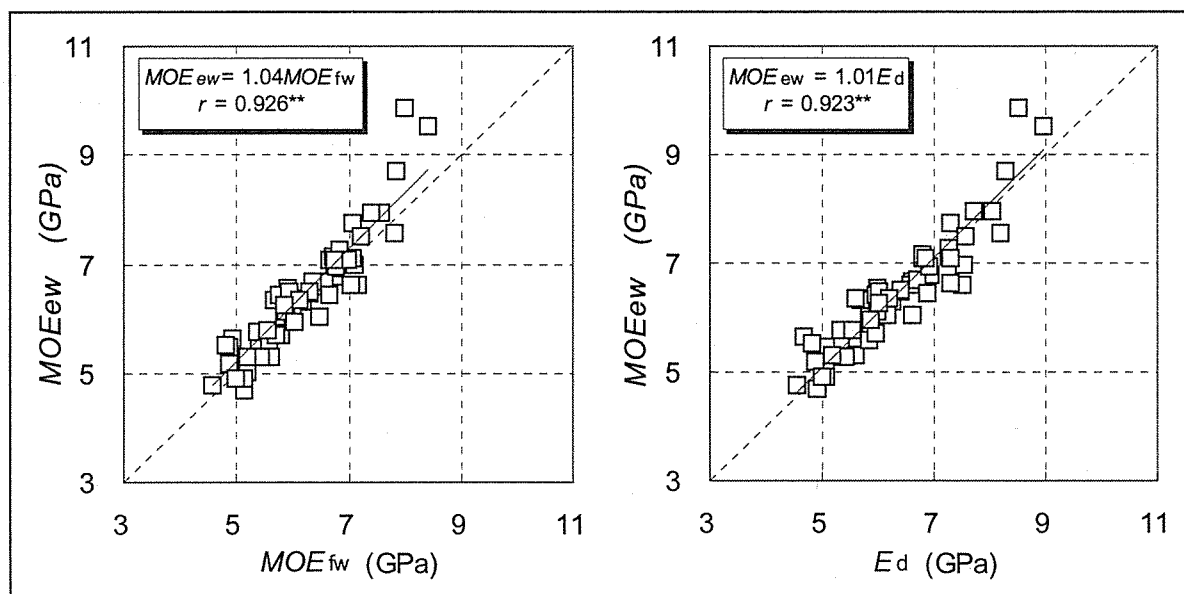 MOEew = 1.04MOEfw
r = 0.926**
11
9
7
5
3
MOEew (GPa)
3 5 7 9 11
MOEfw (GPa)
MOEew = 1.01Ed
r = 0.923**
11
9
7
5
3
MOEew (GPa)
3 5 7 9 11
Ed (GPa)